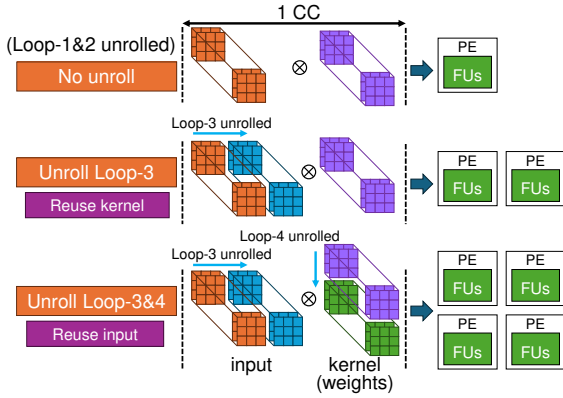 1 CC
(Loop-1&2 unrolled)
No unroll
⊗
PE
FUs
Loop-3 unrolled
Unroll Loop-3
Reuse kernel
⊗
PE
FUs
PE
FUs
Loop-4 unrolled
Loop-3 unrolled
Unroll Loop-3&4
Reuse input
⊗
PE
FUs
PE
FUs
PE
FUs
PE
FUs
input
kernel
(weights)